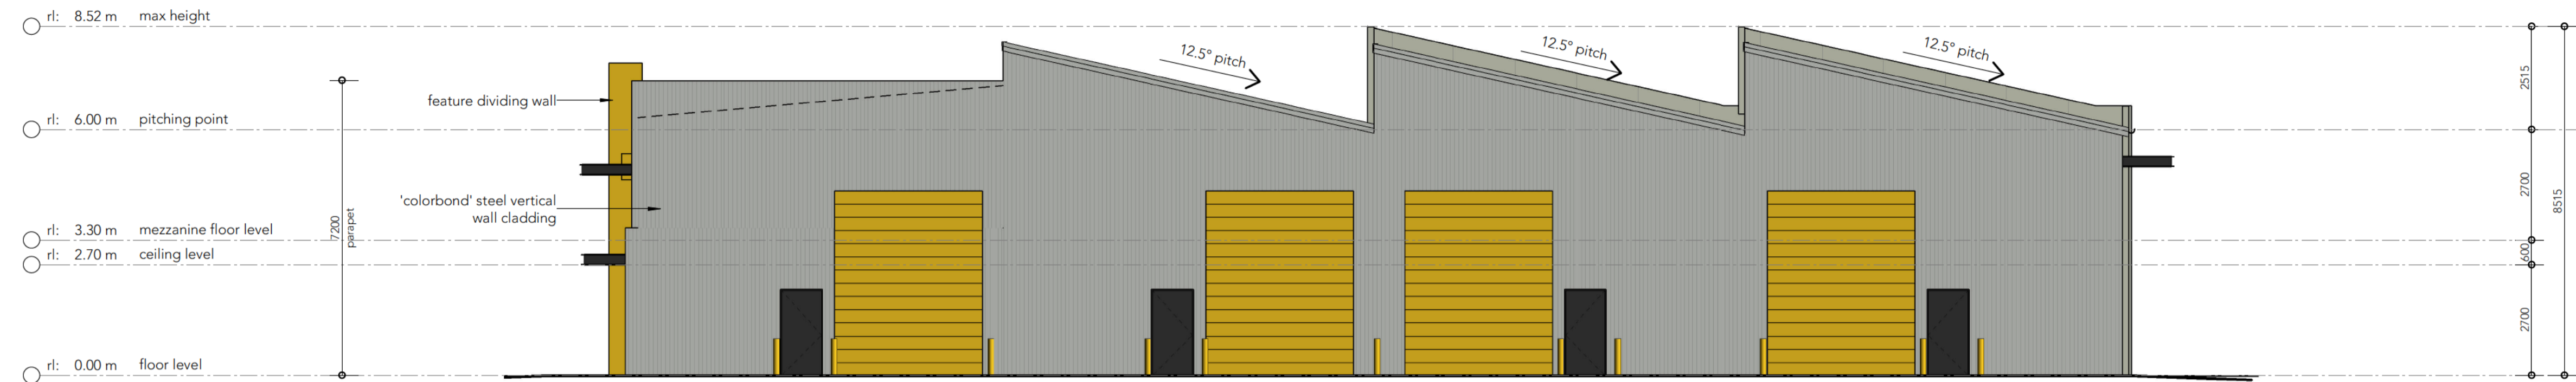 rl: 8.52 m max height
12.5° pitch
12.5° pitch
12.5° pitch
2515
feature dividing wall
rl: 6.00 m pitching point
2700
'colorbond' steel vertical
wall cladding
8515
7200
parapet
rl: 3.30 m mezzanine floor level
600
rl: 2.70 m ceiling level
2700
rl: 0.00 m floor level